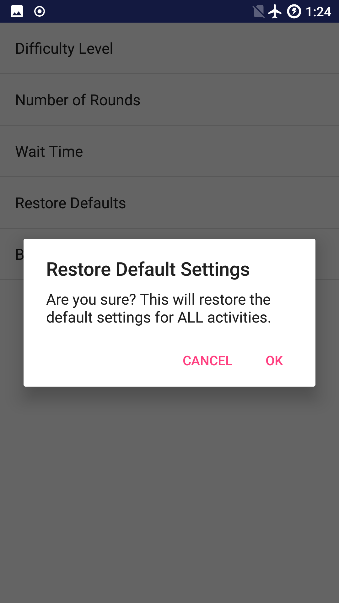 1:24
Difficulty Level
Number of Rounds
Wait Time
Restore Defaults
B
Restore Default Settings
Are you sure? This will restore the
default settings for ALL activities.
CANCEL OK